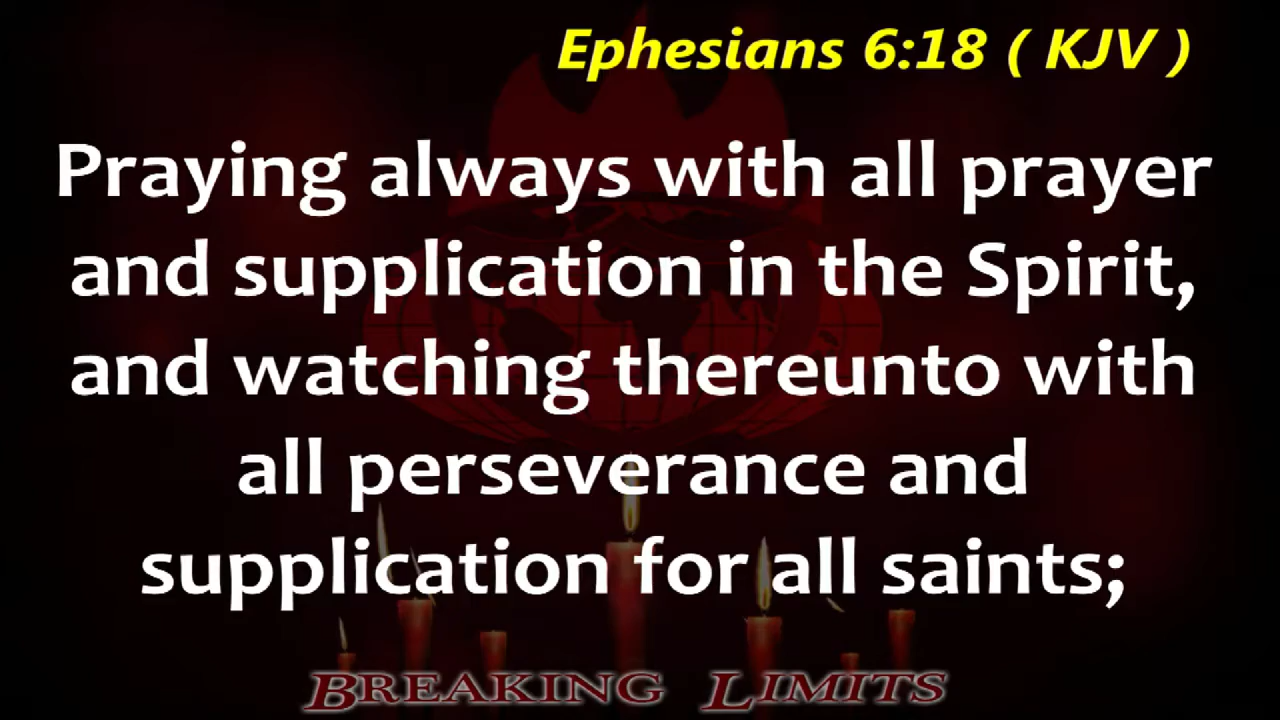 Ephesians 6:18 ( KJV )
Praying always with all prayer
and supplication in the Spirit,
and watching thereunto with
all perseverance and
supplication for all saints;
BREAKING LIMITS